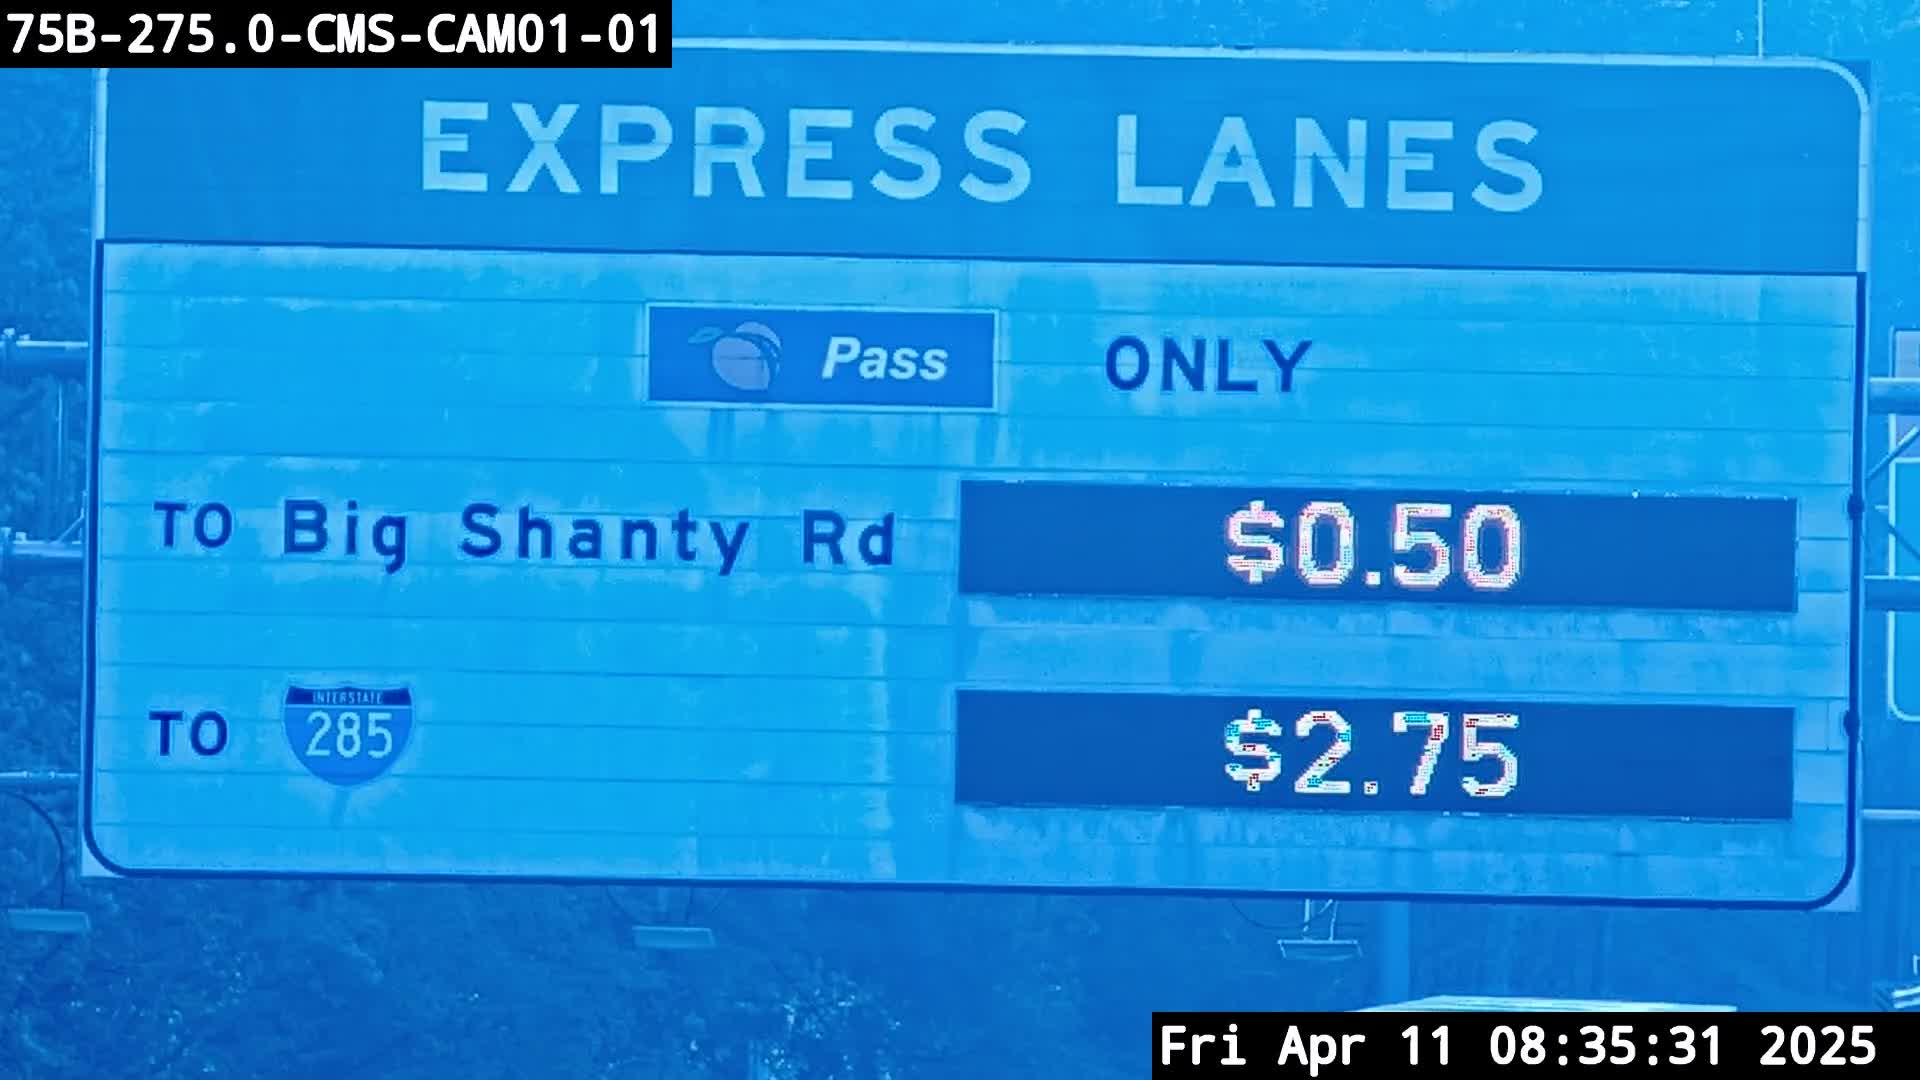 75B-275.0-CMS-CAM01-01
EXPRESS LANES
Pass ONLY
TO Big Shanty Rd $0.50
INTERSTATE
TO 285 $2.75
Fri Apr 11 08:35:31 2025